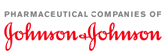 PHARMACEUTICAL COMPANIES OF
Johnson & Johnson